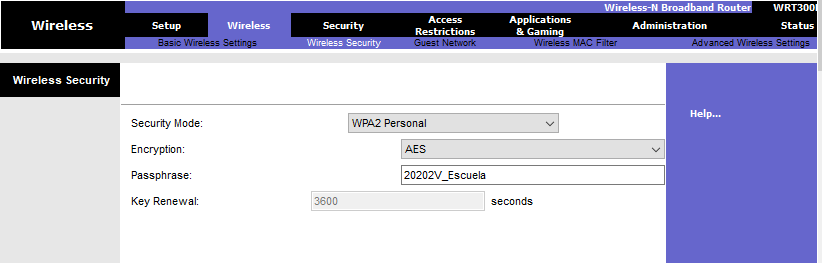 Wireless-N Broadband Router WRT300
Wireless Setup Wireless Security Access Restrictions Applications & Gaming Administration Status
Basic Wireless Settings Wireless Security Guest Network Wireless MAC Filter Advanced Wireless Settings
Wireless Security
Help...
Security Mode: WPA2 Personal
Encryption: AES
Passphrase: 20202V_Escuela
Key Renewal: 3600 seconds